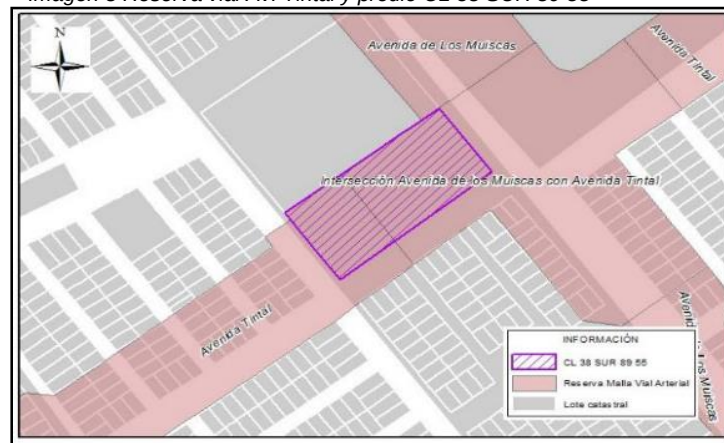 Imagen 3 Reserva vial AV. Tintal y predio CL 38 SUR 89 55
N
Avenida de Los Muiscas
Avenida Tintal
Intersección Avenida de los Muiscas con Avenida Tintal
Avenida Tintal
INFORMACIÓN
CL 38 SUR 89 55
Reserva Malla Vial Arterial
Lote catastral
Muiscas